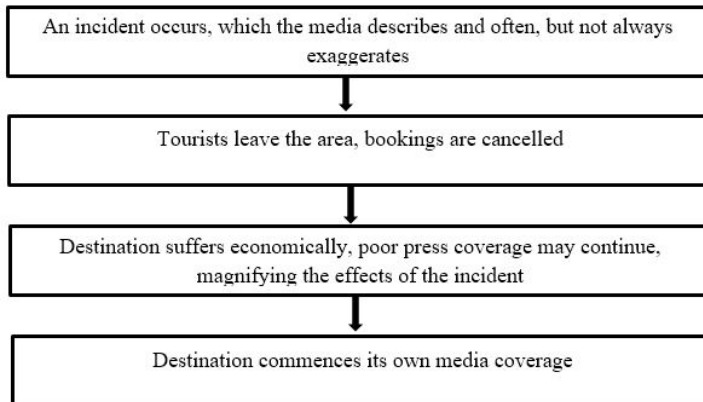 An incident occurs, which the media describes and often, but not always
exaggerates
Tourists leave the area, bookings are cancelled
Destination suffers economically, poor press coverage may continue,
magnifying the effects of the incident
Destination commences its own media coverage